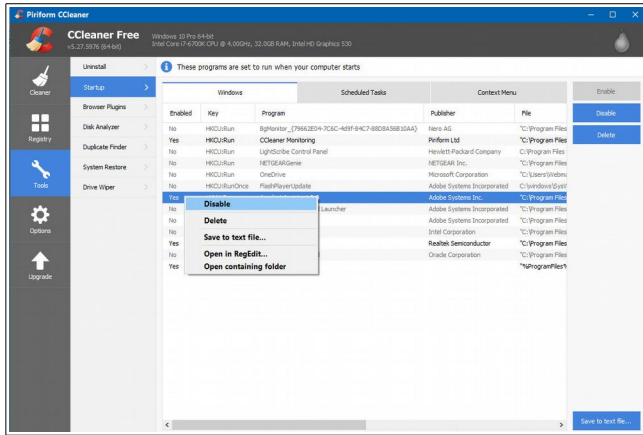 Piriform CCleaner
CCleaner Free
v5.27.5976 (64-bit)
Windows 10 Pro 64-bit
Intel Core i7-6700K CPU @ 4.00GHz, 32.0GB RAM, Intel HD Graphics 530
Cleaner
Registry
Tools
Options
Upgrade
Uninstall
Startup
Browser Plugins
Disk Analyzer
Duplicate Finder
System Restore
Drive Wiper
These programs are set to run when your computer starts
Windows Scheduled Tasks Context Menu
Enabled Key Program Publisher File
No HKCU:Run BgMonitor_{79662E04-7C6C-4d9f-84C7-88D8A56B10AA} Nero AG "C:\Program Files
Yes HKCU:Run CCleaner Monitoring Piriform Ltd "C:\Program Files
No HKCU:Run LightScribe Control Panel Hewlett-Packard Company C:\Program Files
No HKCU:Run NETGEARGenie NETGEAR Inc. "C:\Program Files
No HKCU:Run OneDrive Microsoft Corporation "C:\Users\Webma
No HKCU:RunOnce FlashPlayerUpdate Adobe Systems Incorporated C:\windows\SysW
Yes Adobe Systems Inc. "C:\Program Files
No Launcher Adobe Systems Incorporated "C:\Program Files
No Adobe Systems Incorporated "C:\Program Files
No Intel Corporation "C:\Program Files
Yes Realtek Semiconductor "C:\Program Files
No Oracle Corporation "C:\Program Files
Yes "%ProgramFiles%
Disable
Delete
Save to text file...
Open in RegEdit...
Open containing folder
Enable
Disable
Delete
Save to text file...